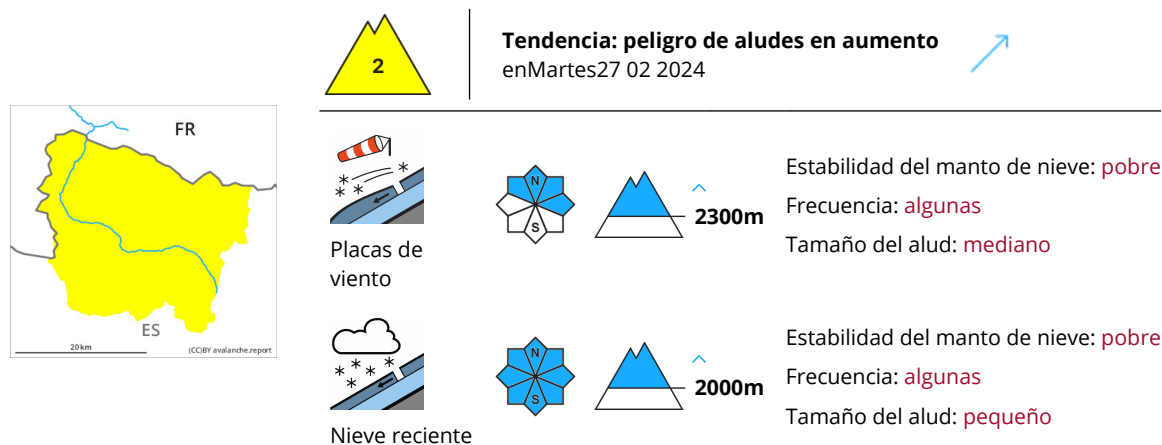 2
Tendencia: peligro de aludes en aumento
enMartes27 02 2024
FR
ES
20 km
(CC)BY avalanche.report
N
S
2300m
Placas de
viento
Estabilidad del manto de nieve: pobre
Frecuencia: algunas
Tamaño del alud: mediano
N
S
2000m
Nieve reciente
Estabilidad del manto de nieve: pobre
Frecuencia: algunas
Tamaño del alud: pequeño